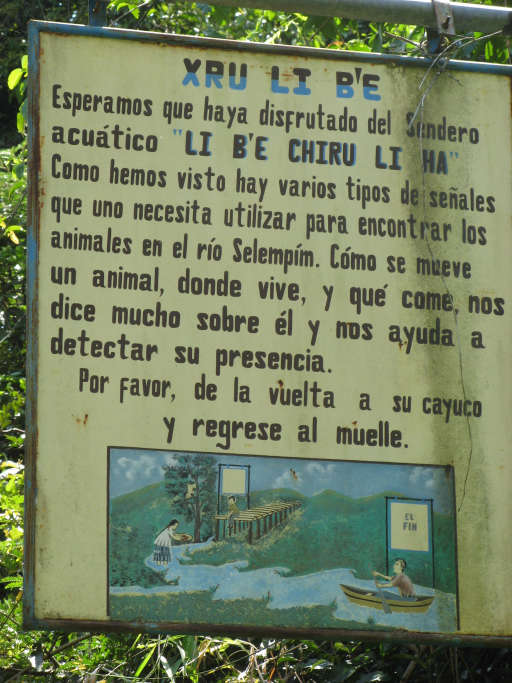 XRU LI B'E
Esperamos que haya disfrutado del Sendero
acuático "LI B'E CHIRU LI HA"
Como hemos visto hay varios tipos de señales
que uno necesita utilizar para encontrar los
animales en el río Selempím. Cómo se mueve
un animal, donde vive, y qué come, nos
dice mucho sobre él y nos ayuda a
detectar su presencia.
Por favor, de la vuelta a su cayuco
y regrese al muelle.
EL
FIN